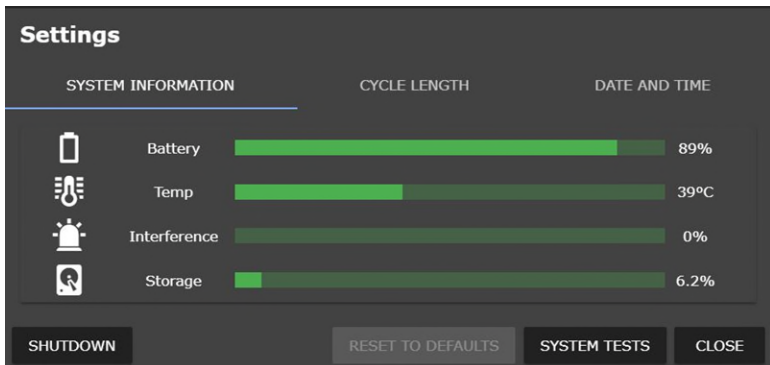 Settings
SYSTEM INFORMATION CYCLE LENGTH DATE AND TIME
Battery 89%
Temp 39°C
Interference 0%
Storage 6.2%
SHUTDOWN RESET TO DEFAULTS SYSTEM TESTS CLOSE